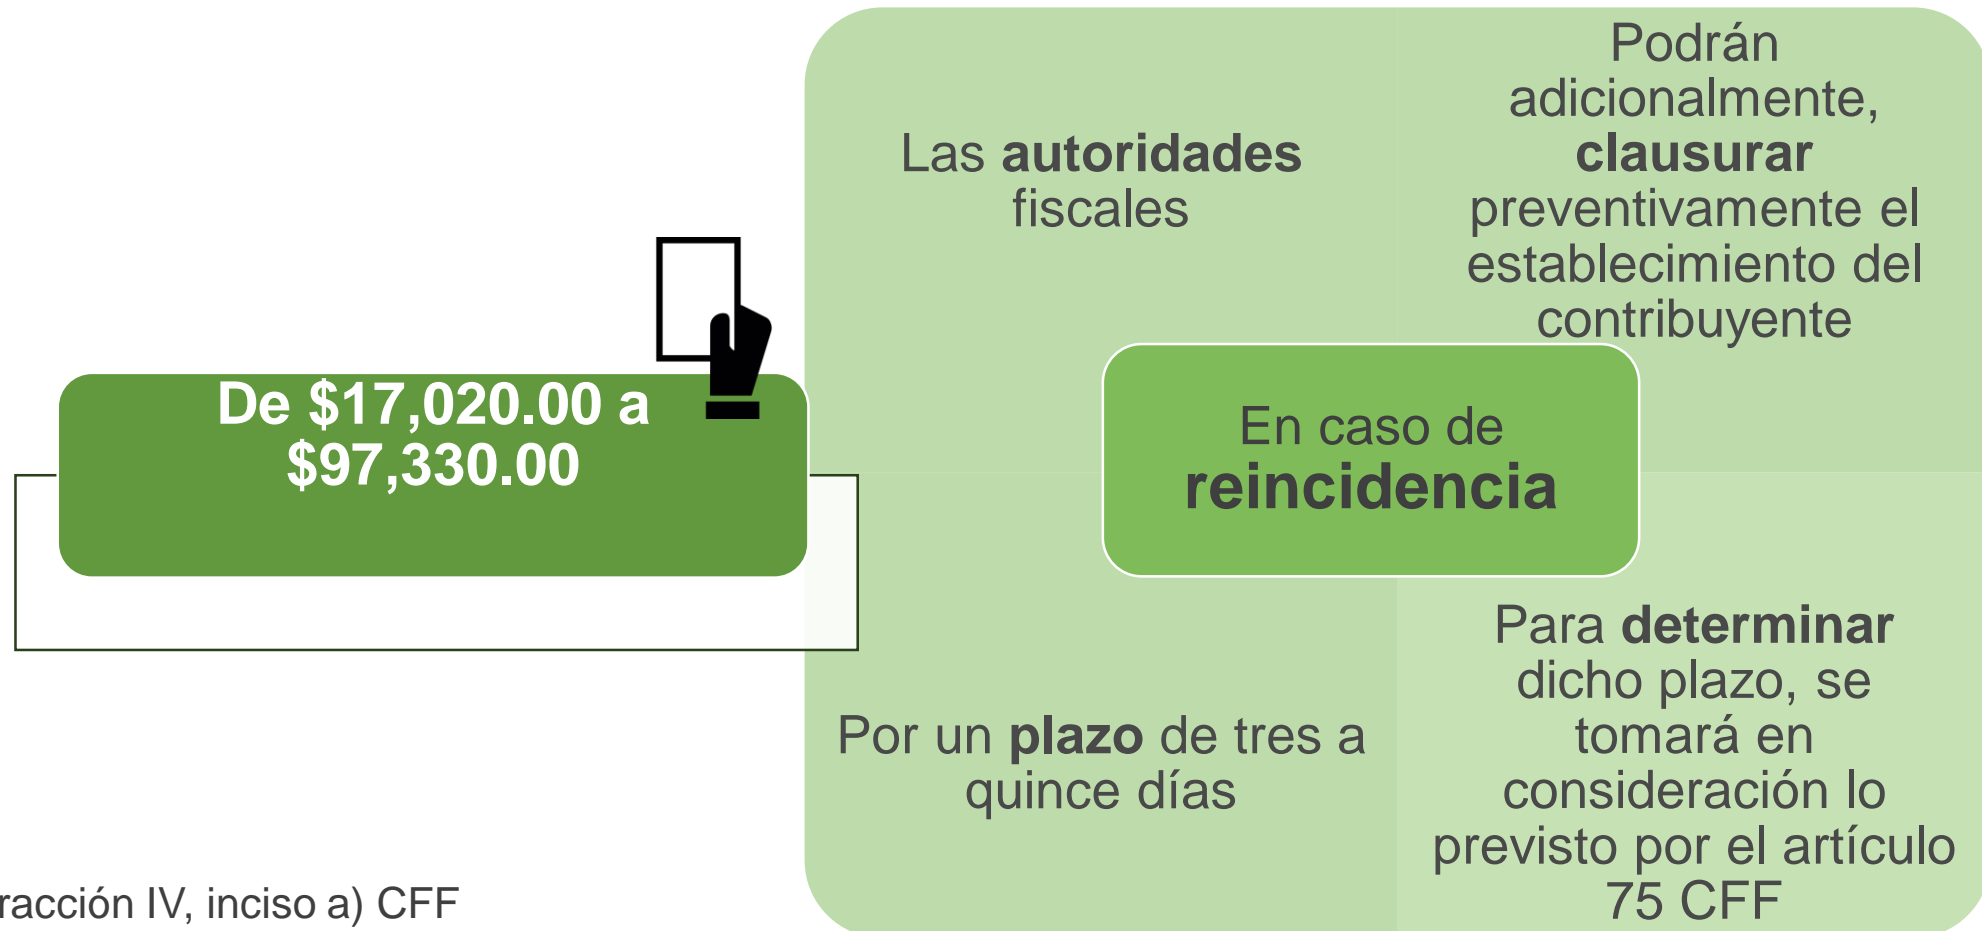 De $17,020.00 a
$97,330.00
Las autoridades
fiscales
Podrán
adicionalmente,
clausurar
preventivamente el
establecimiento del
contribuyente
En caso de
reincidencia
Por un plazo de tres a
quince días
Para determinar
dicho plazo, se
tomará en
consideración lo
previsto por el artículo
75 CFF
racción IV, inciso a) CFF